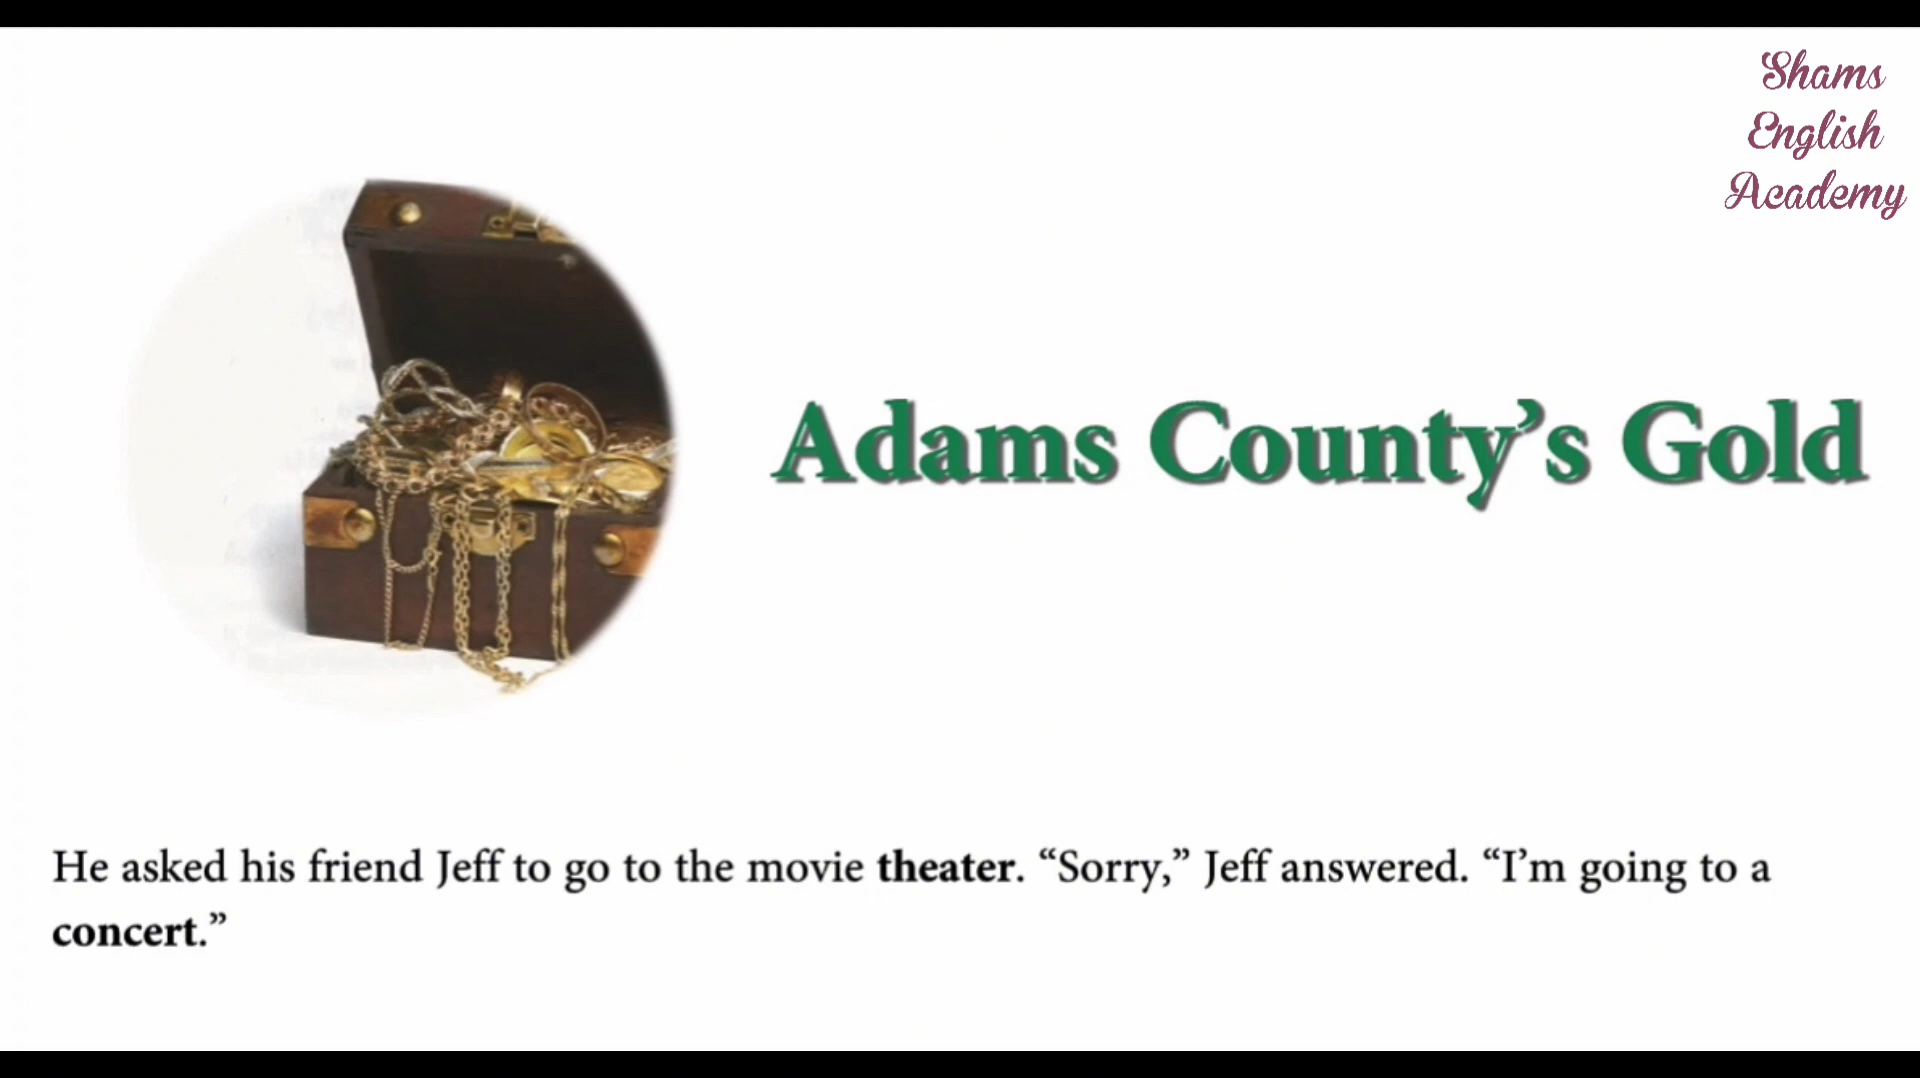 Shams
English
Academy
Adams County’s Gold
He asked his friend Jeff to go to the movie theater. “Sorry,” Jeff answered. “I’m going to a
concert.”